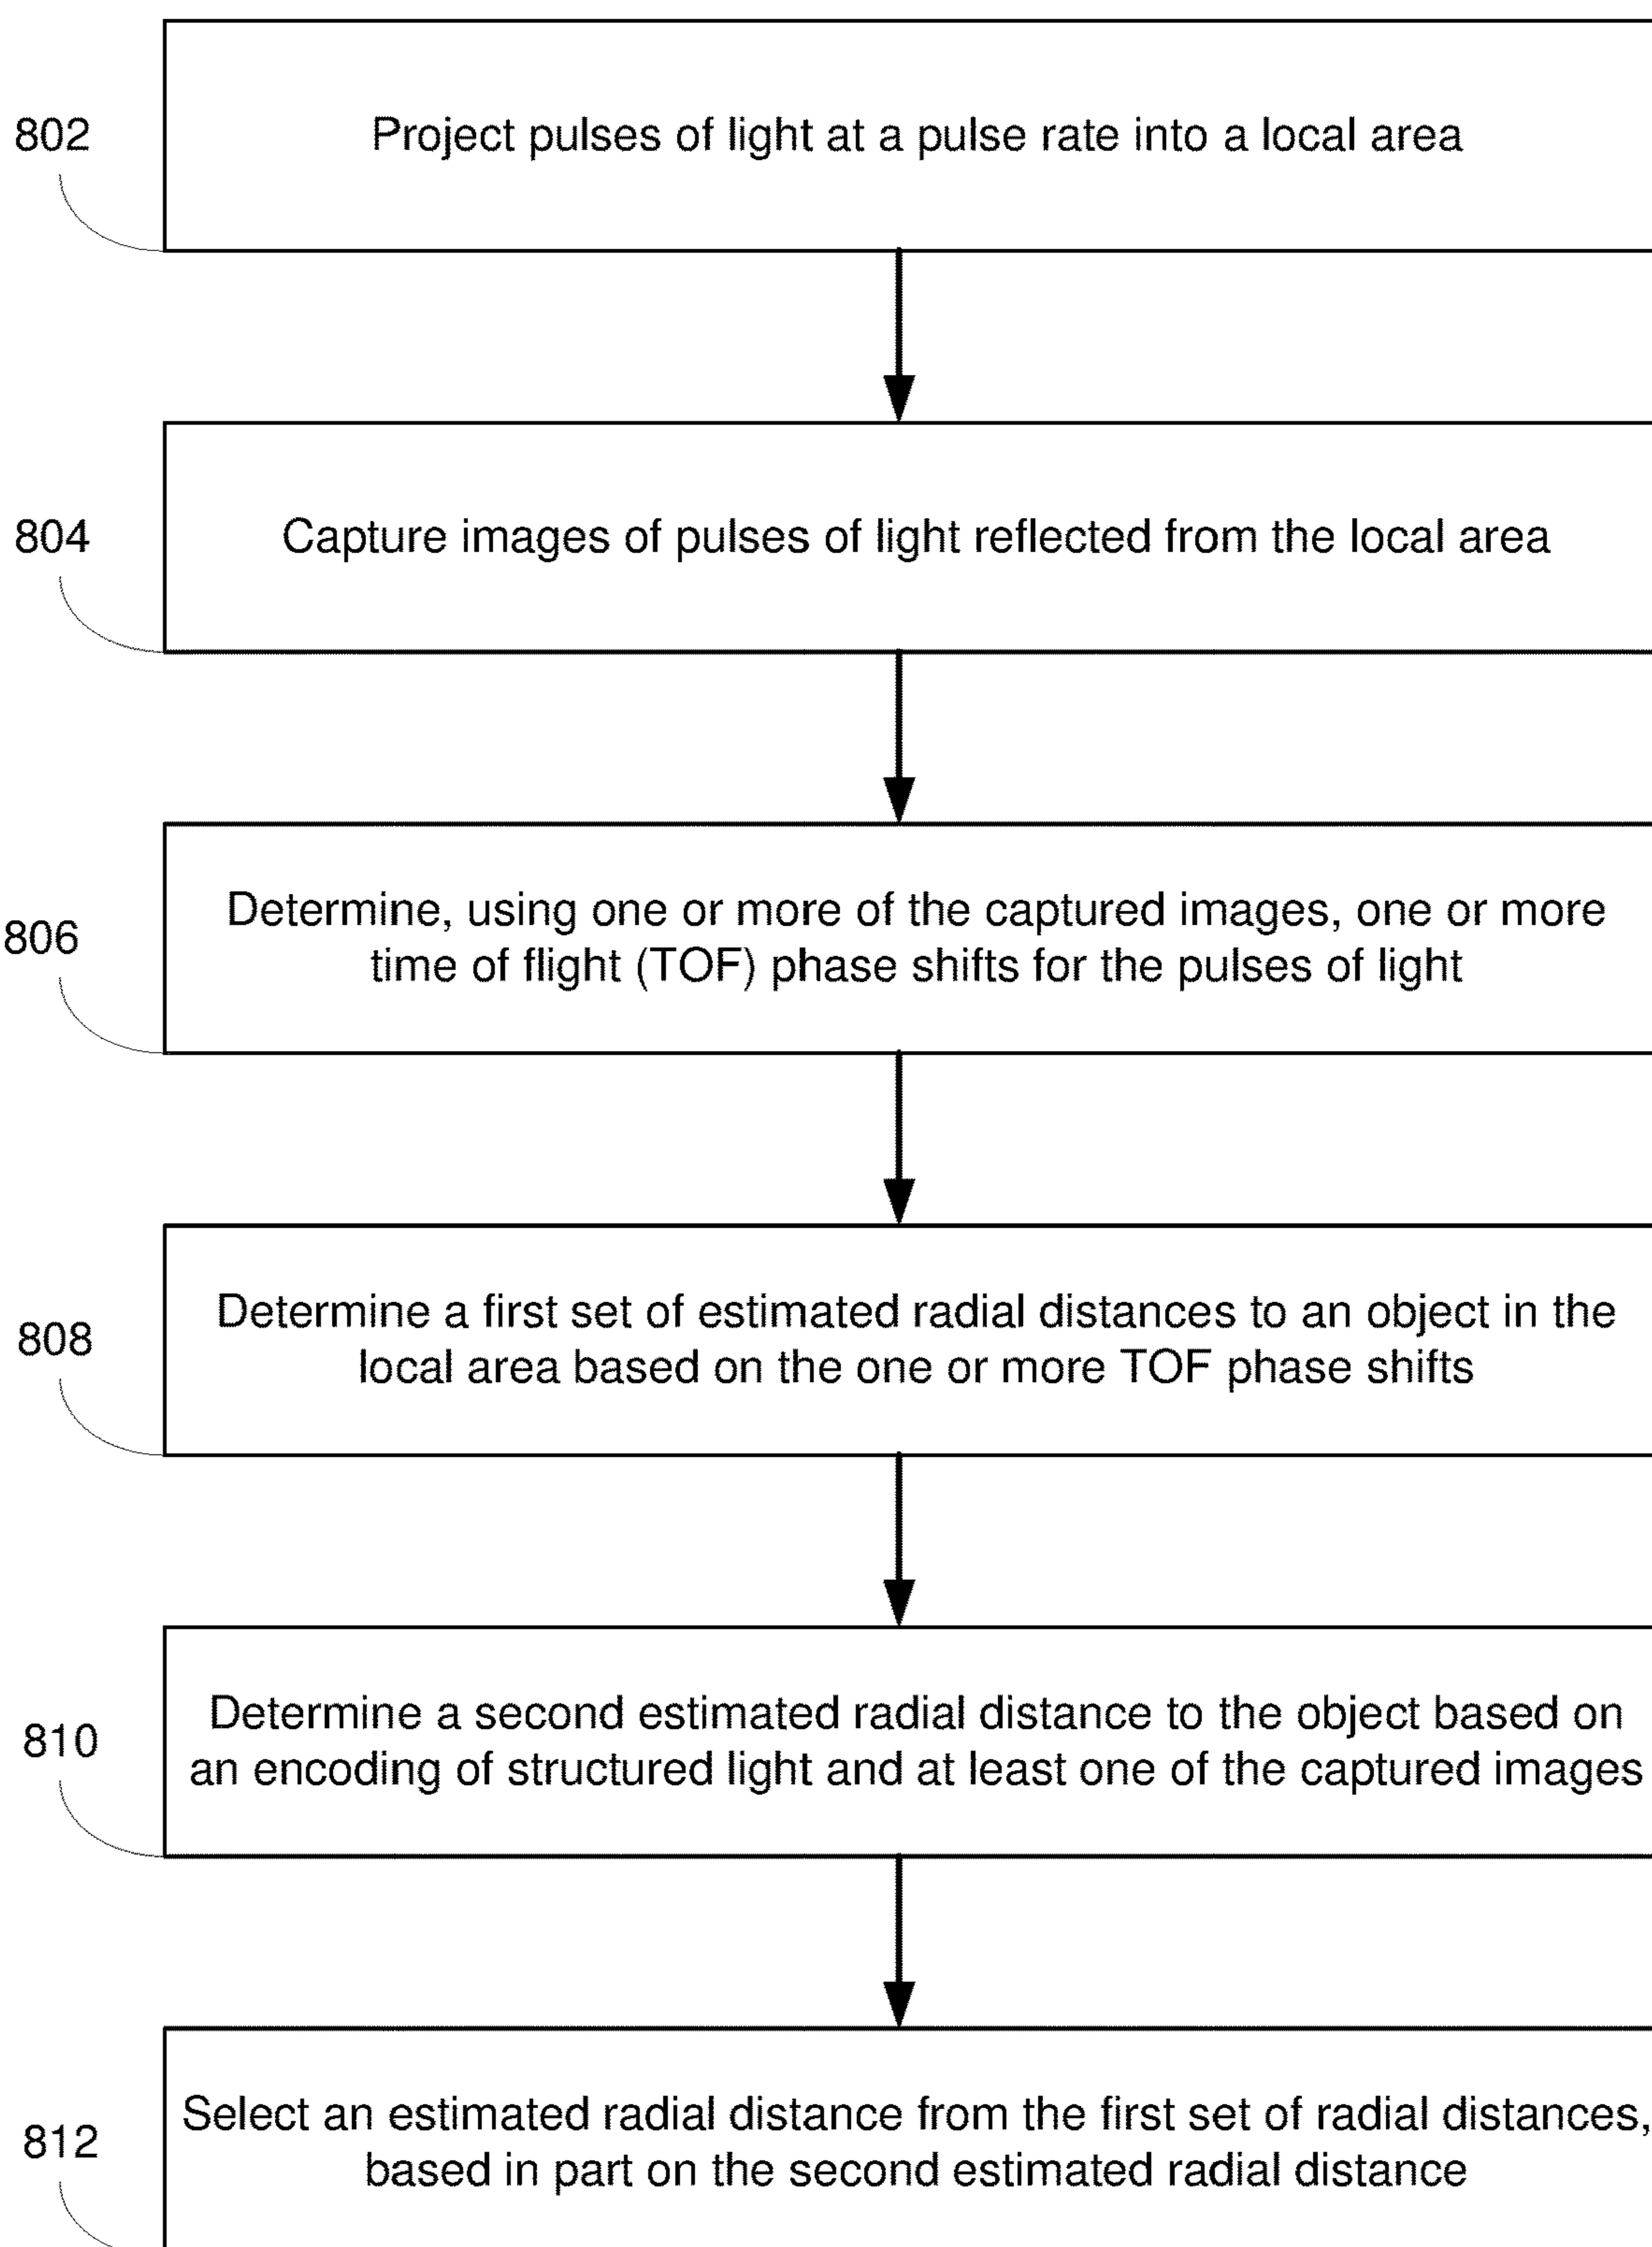 802
Project pulses of light at a pulse rate into a local area
804
Capture images of pulses of light reflected from the local area
806
Determine, using one or more of the captured images, one or more
time of flight (TOF) phase shifts for the pulses of light
808
Determine a first set of estimated radial distances to an object in the
local area based on the one or more TOF phase shifts
810
Determine a second estimated radial distance to the object based on
an encoding of structured light and at least one of the captured images
812
Select an estimated radial distance from the first set of radial distances,
based in part on the second estimated radial distance